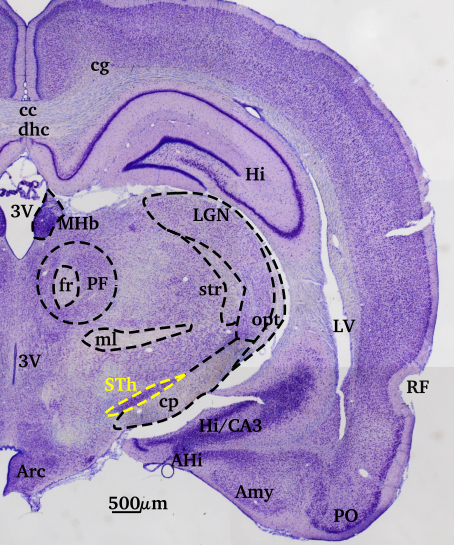 cg
cc
dhc
Hi
3V
MHb
LGN
fr
PF
str
opt
ml
LV
3V
STh
cp
RF
Hi/CA3
AHi
Arc
Amy
500μm
PO